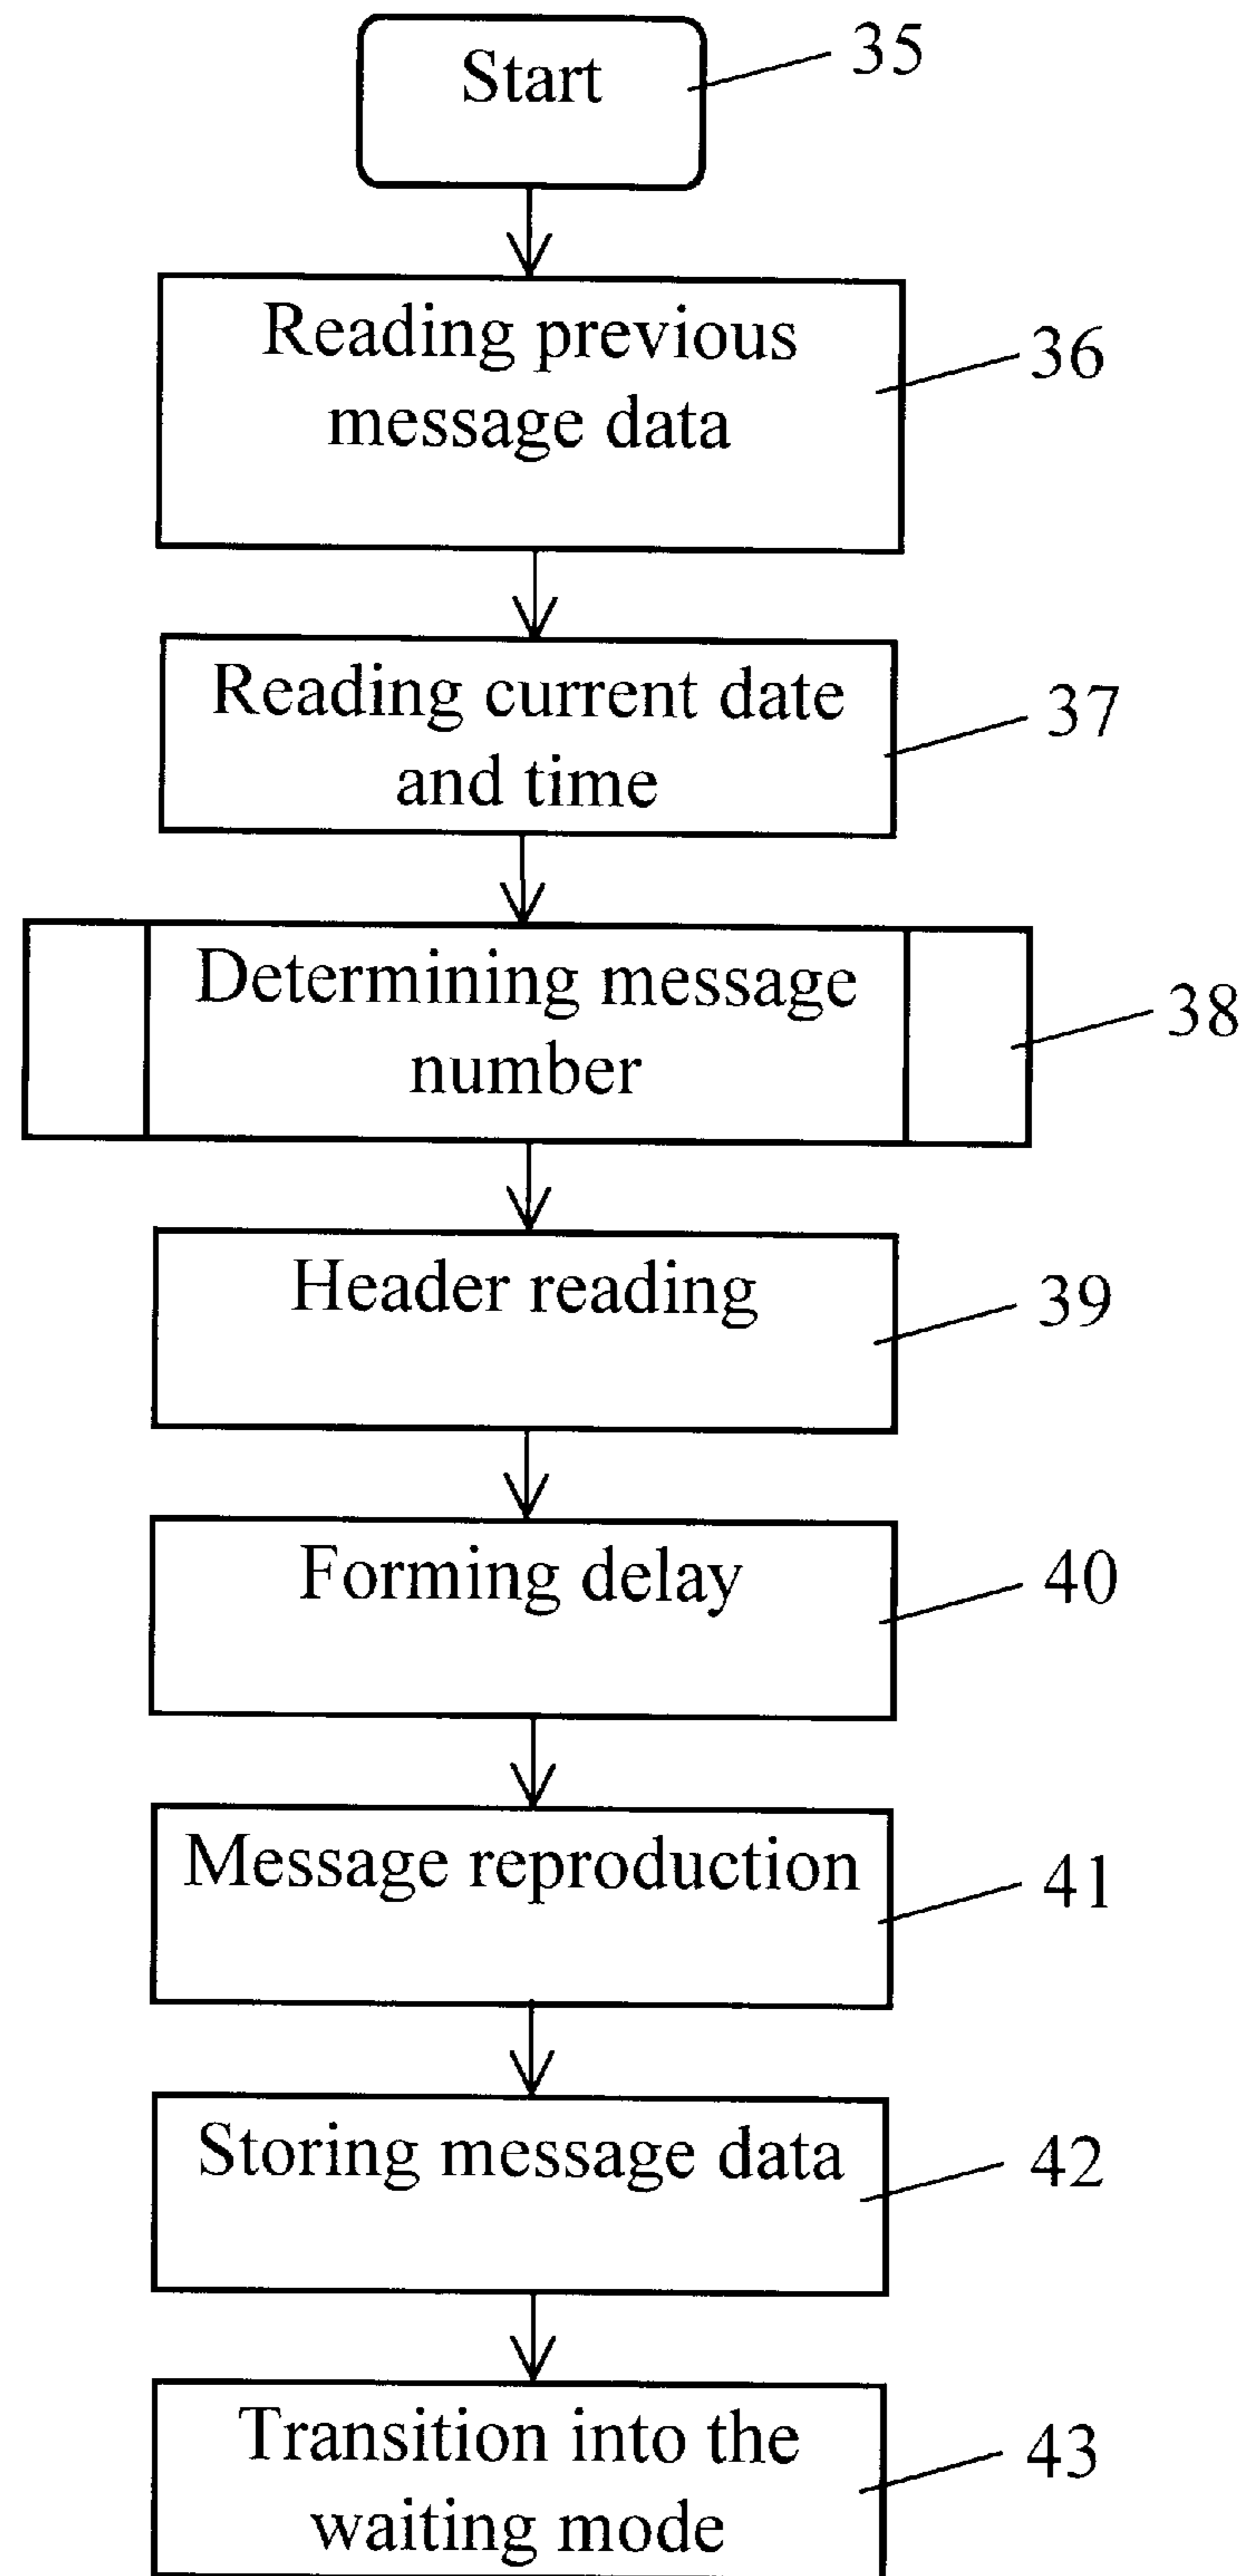 Start
35
Reading previous
message data
36
Reading current date
and time
37
Determining message
number
38
Header reading
39
Forming delay
40
Message reproduction
41
Storing message data
42
Transition into the
waiting mode
43